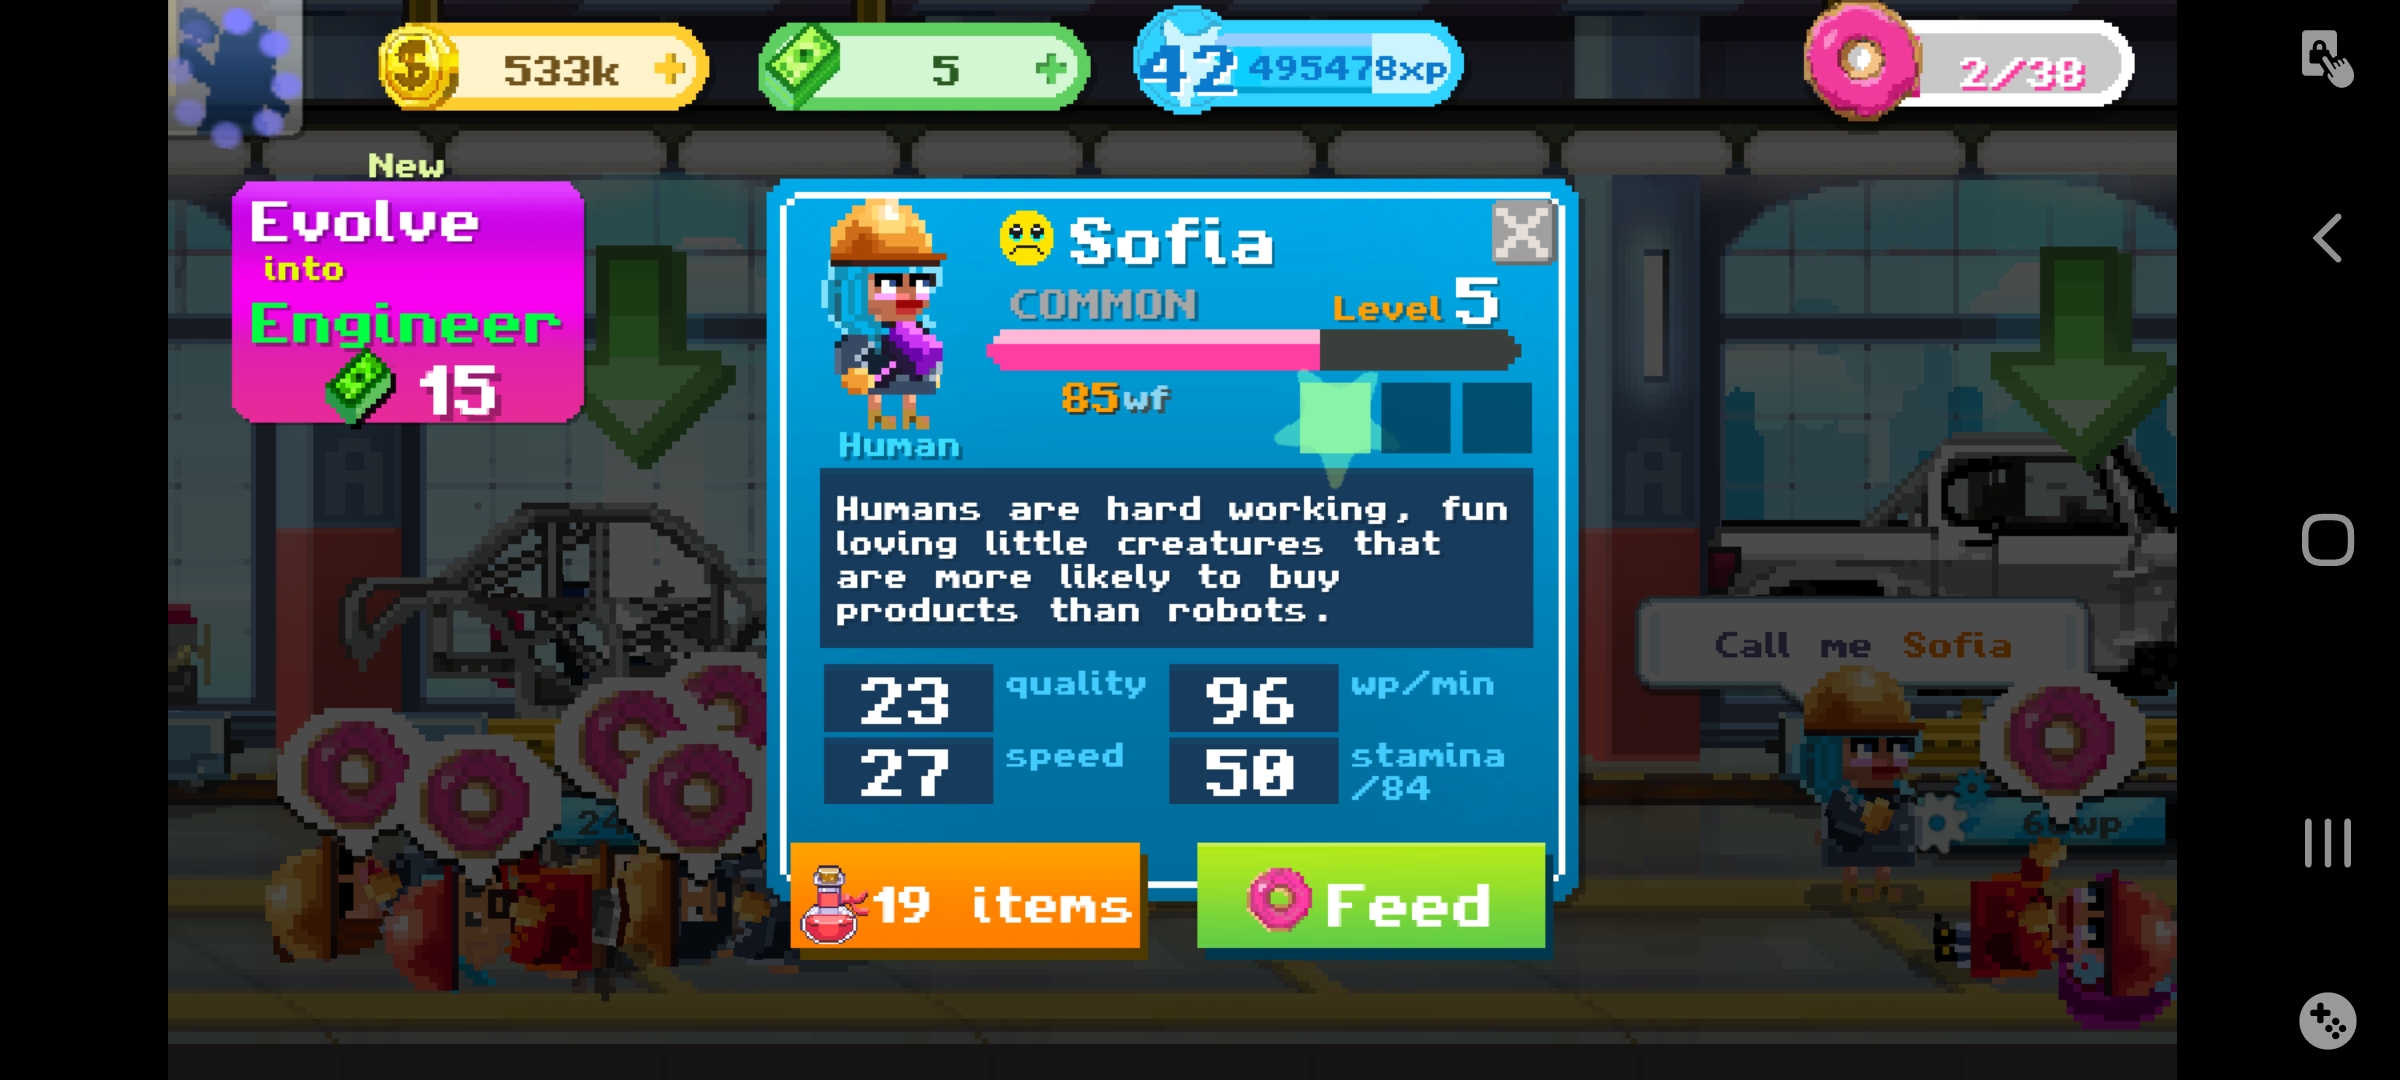 533k
5
42 495478xp
2/38
New
Evolve
into
Engineer
15
Sofia
COMMON
Level 5
85wf
Human
Humans are hard working, fun
loving little creatures that
are more likely to buy
products than robots.
23 quality
96 wp/min
27 speed
50 stamina
/84
19 items
Feed
Call me Sofia
A
A